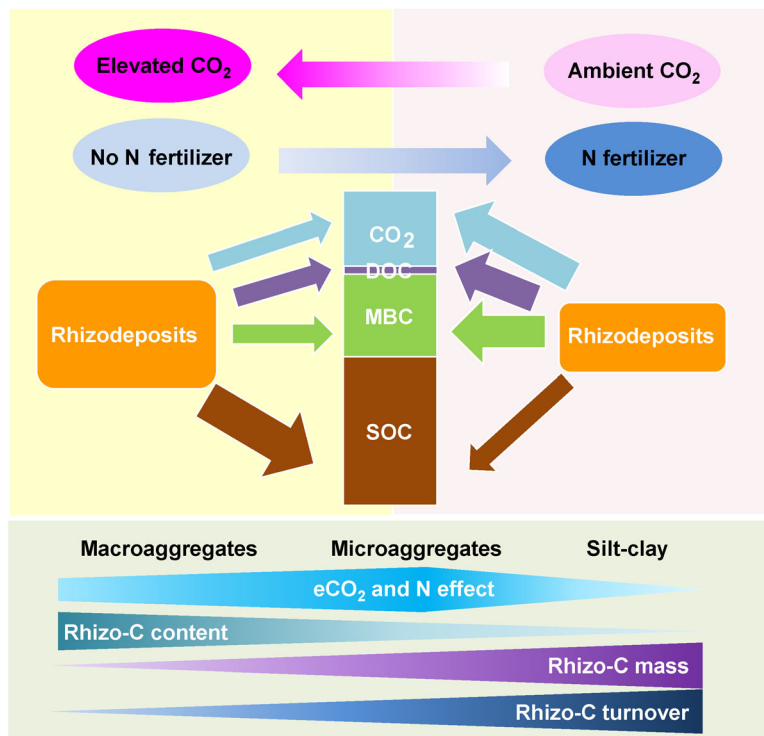 Elevated CO₂
Ambient CO₂
No N fertilizer
N fertilizer
CO₂
DOC
MBC
SOC
Rhizodeposits
Rhizodeposits
Macroaggregates
Microaggregates
Silt-clay
eCO₂ and N effect
Rhizo-C content
Rhizo-C mass
Rhizo-C turnover